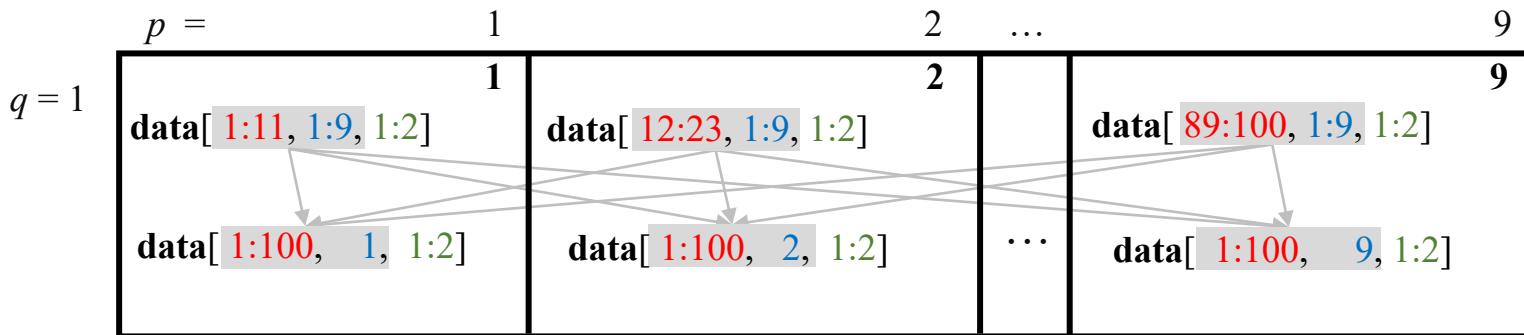 p = 1 2 … 9
q = 1
1 2 9
data[ 1:11, 1:9, 1:2] data[ 12:23, 1:9, 1:2] data[ 89:100, 1:9, 1:2]
data[ 1:100, 1, 1:2] data[ 1:100, 2, 1:2] … data[ 1:100, 9, 1:2]